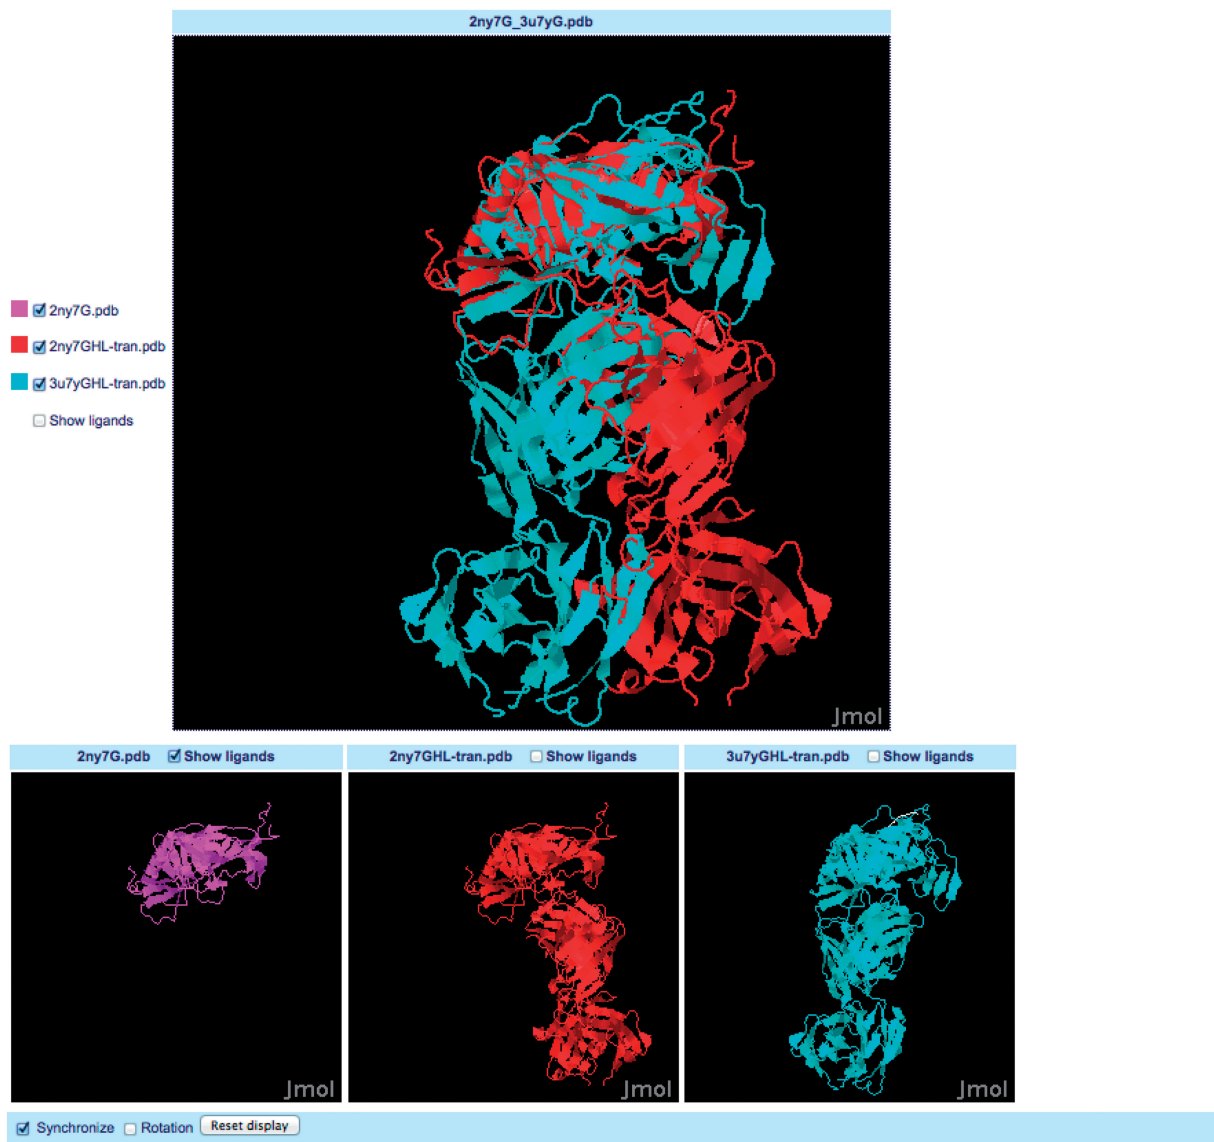 2ny7G_3u7yG.pdb
2ny7G.pdb
2ny7GHL-tran.pdb
3u7yGHL-tran.pdb
Show ligands
Jmol
2ny7G.pdb Show ligands
2ny7GHL-tran.pdb Show ligands
3u7yGHL-tran.pdb Show ligands
Jmol
Jmol
Jmol
Synchronize Rotation Reset display